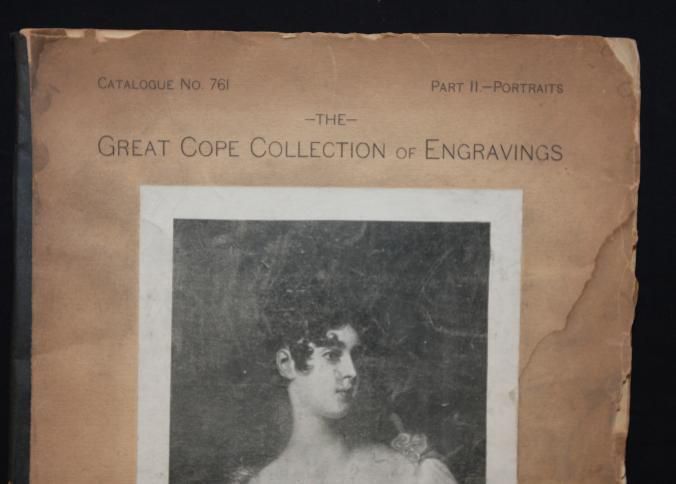 CATALOGUE NO. 761
PART II.—PORTRAITS
—THE—
GREAT COPE COLLECTION OF ENGRAVINGS